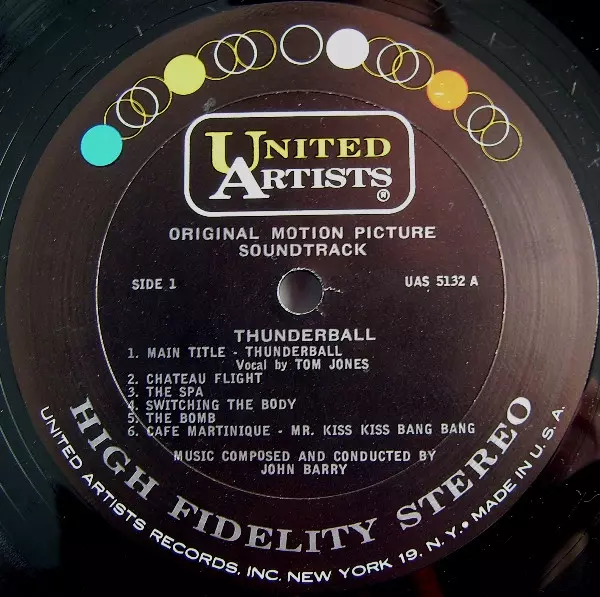 UNITED
ARTISTS®
ORIGINAL MOTION PICTURE
SOUNDTRACK
SIDE 1
UAS 5132 A
THUNDERBALL
1. MAIN TITLE - THUNDERBALL
Vocal by TOM JONES
2. CHATEAU FLIGHT
3. THE SPA
4. SWITCHING THE BODY
5. THE BOMB
6. CAFE MARTINIQUE - MR. KISS KISS BANG BANG
MUSIC COMPOSED AND CONDUCTED BY
JOHN BARRY
HIGH FIDELITY STEREO
UNITED ARTISTS RECORDS, INC. NEW YORK 19, N. Y. • MADE IN U.S.A.